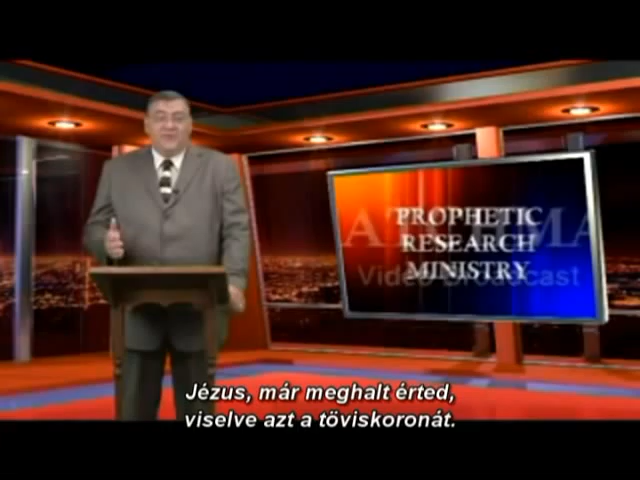 PROPHETIC
RESEARCH
MINISTRY
Video Broadcast
Jézus, már meghalt érted,
viselve azt a töviskoronát.